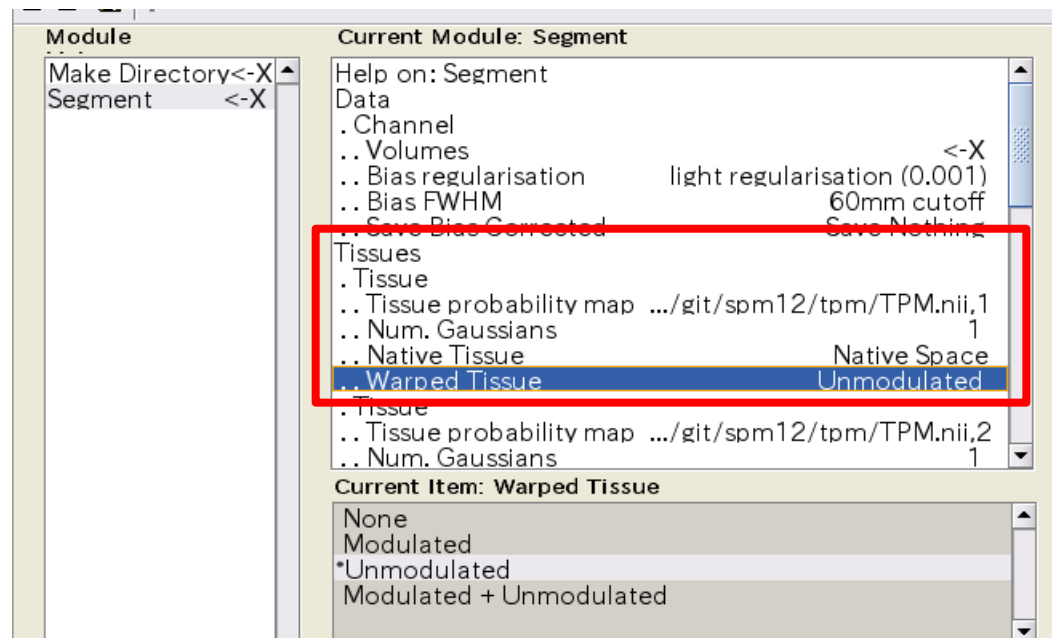 Module
Current Module: Segment
Make Directory<-X
Segment <-X
Help on: Segment
Data
. Channel
. . Volumes <-X
. . Bias regularisation light regularisation (0.001)
. . Bias FWHM 60mm cutoff
. . Save Bias Corrected Save Nothing
Tissues
. Tissue
. . Tissue probability map .../git/spm12/tpm/TPM.nii,1
. . Num. Gaussians 1
. . Native Tissue Native Space
. . Warped Tissue Unmodulated
. Tissue
. . Tissue probability map .../git/spm12/tpm/TPM.nii,2
. . Num. Gaussians 1
Current Item: Warped Tissue
None
Modulated
*Unmodulated
Modulated + Unmodulated